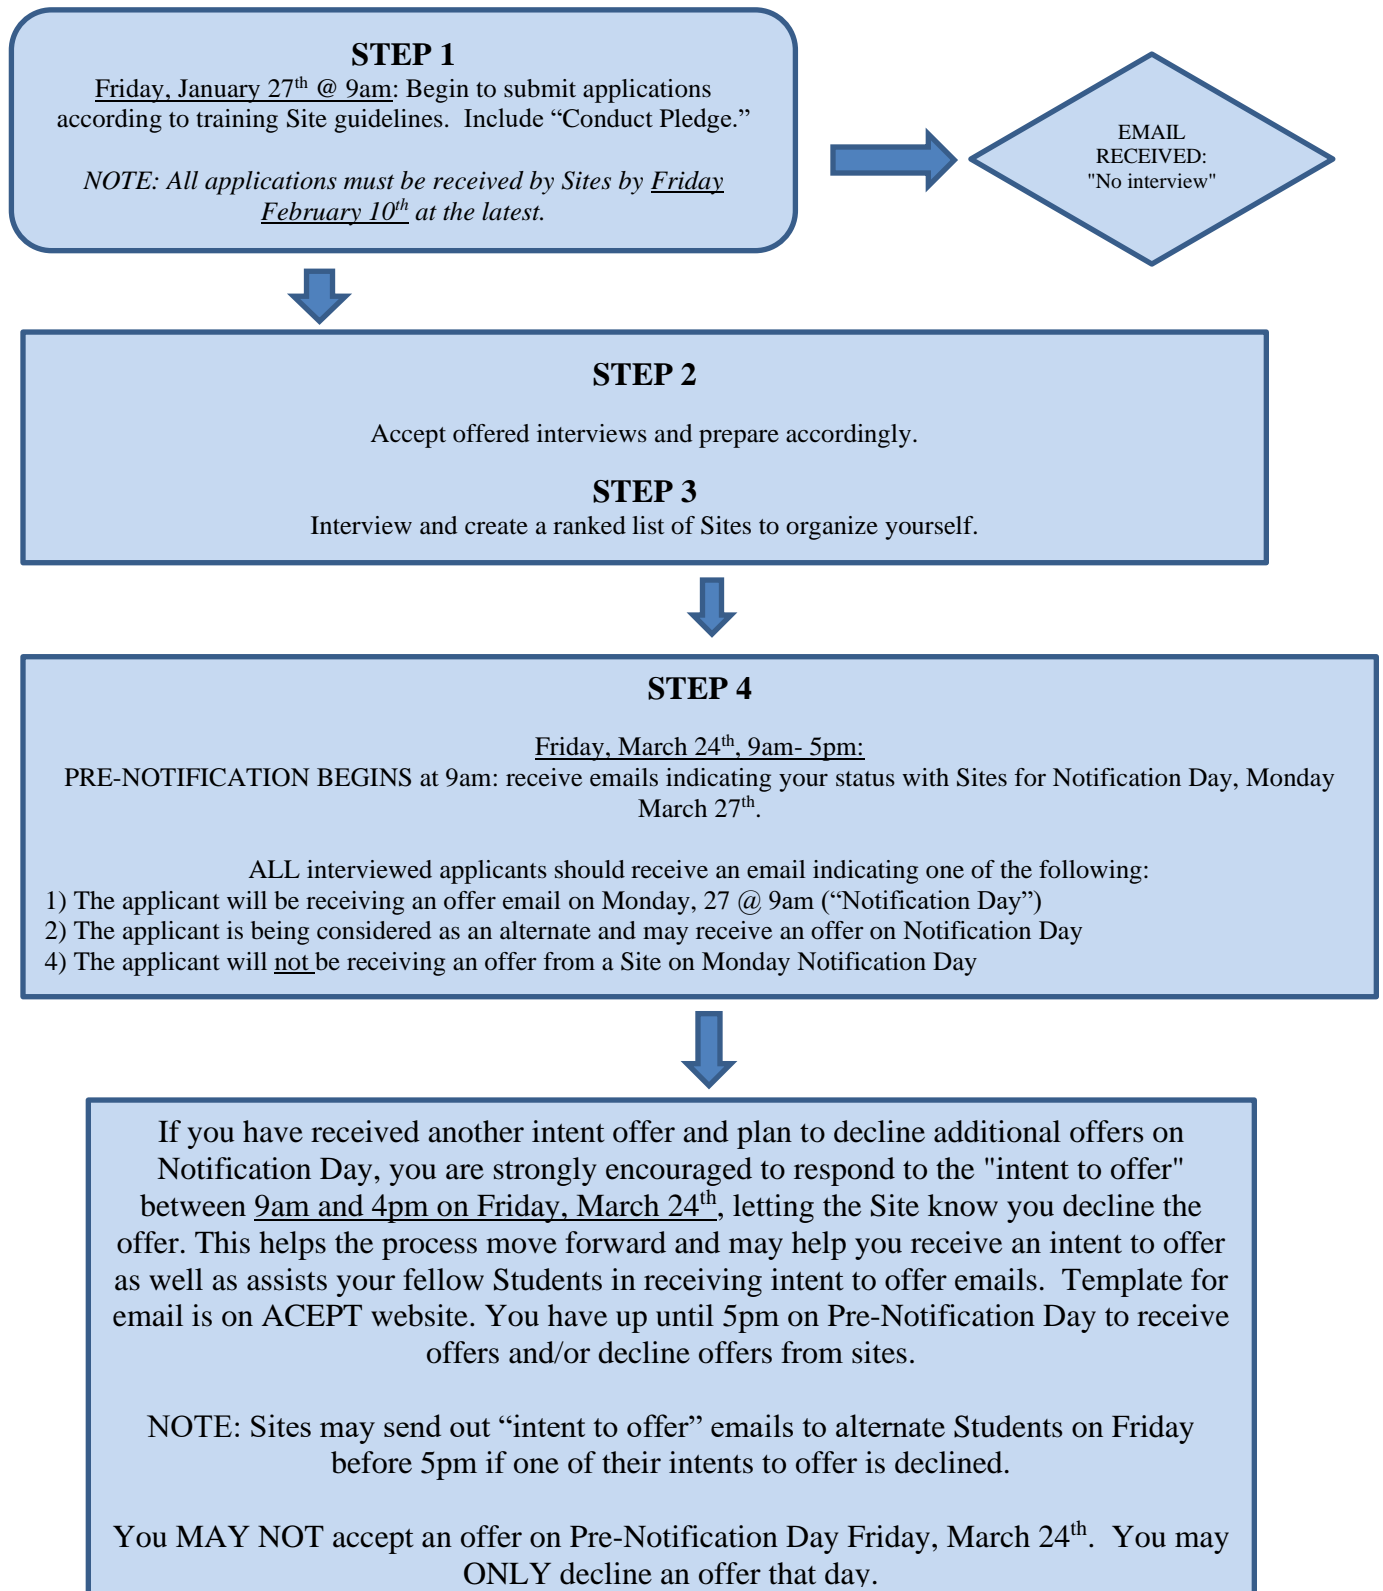 STEP 1
Friday, January 27th @ 9am: Begin to submit applications
according to training Site guidelines.  Include “Conduct Pledge.”
NOTE: All applications must be received by Sites by Friday
February 10th at the latest.
EMAIL
RECEIVED:
"No interview"
STEP 2
Accept offered interviews and prepare accordingly.
STEP 3
Interview and create a ranked list of Sites to organize yourself.
STEP 4
Friday, March 24th, 9am- 5pm:
PRE-NOTIFICATION BEGINS at 9am: receive emails indicating your status with Sites for Notification Day, Monday
March 27th.
ALL interviewed applicants should receive an email indicating one of the following:
1) The applicant will be receiving an offer email on Monday, 27 @ 9am (“Notification Day”)
2) The applicant is being considered as an alternate and may receive an offer on Notification Day
4) The applicant will not be receiving an offer from a Site on Monday Notification Day
If you have received another intent offer and plan to decline additional offers on
Notification Day, you are strongly encouraged to respond to the "intent to offer"
between 9am and 4pm on Friday, March 24th, letting the Site know you decline the
offer. This helps the process move forward and may help you receive an intent to offer
as well as assists your fellow Students in receiving intent to offer emails.  Template for
email is on ACEPT website. You have up until 5pm on Pre-Notification Day to receive
offers and/or decline offers from sites.
NOTE: Sites may send out “intent to offer” emails to alternate Students on Friday
before 5pm if one of their intents to offer is declined.
You MAY NOT accept an offer on Pre-Notification Day Friday, March 24th.  You may
ONLY decline an offer that day.